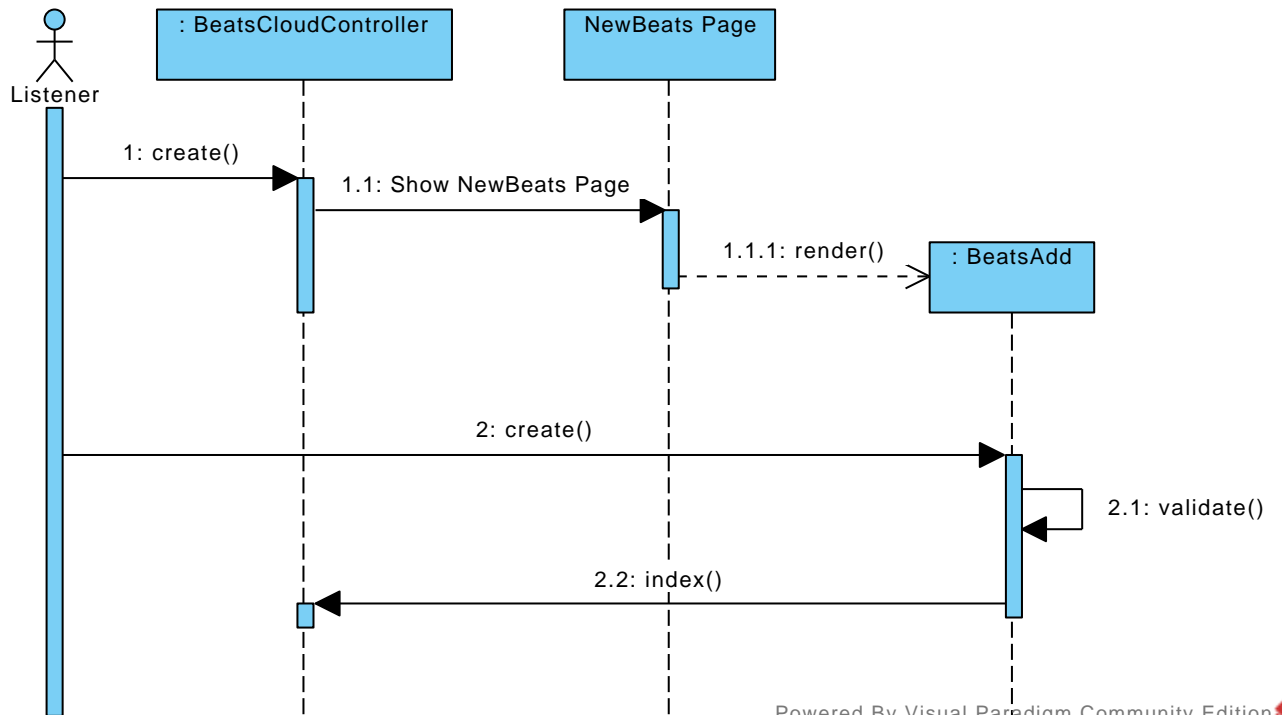 : BeatsCloudController
NewBeats Page
Listener
1: create()
1.1: Show NewBeats Page
1.1.1: render()
: BeatsAdd
2: create()
2.1: validate()
2.2: index()
Powered By Visual Paradigm Community Edition